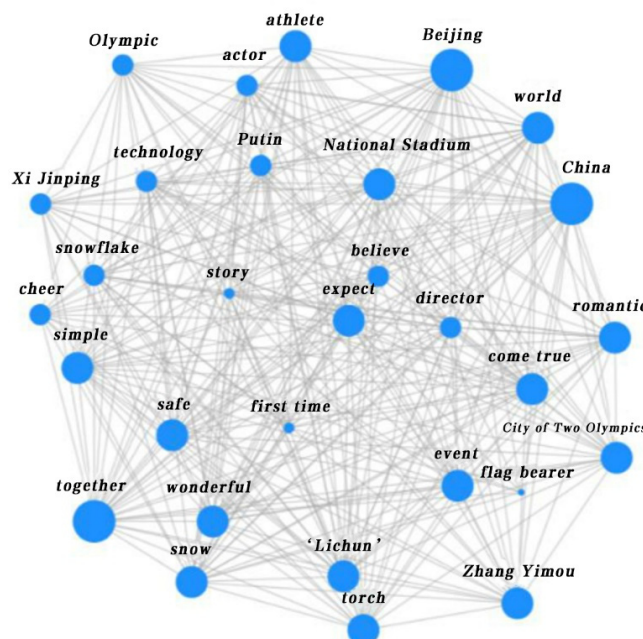 athlete
Olympic
Beijing
actor
world
Putin
National Stadium
technology
China
Xi Jinping
snowflake
believe
story
cheer
expect
director
romantic
simple
come true
safe
first time
City of Two Olympics
event
flag bearer
together
wonderful
snow
'Lichun'
Zhang Yimou
torch